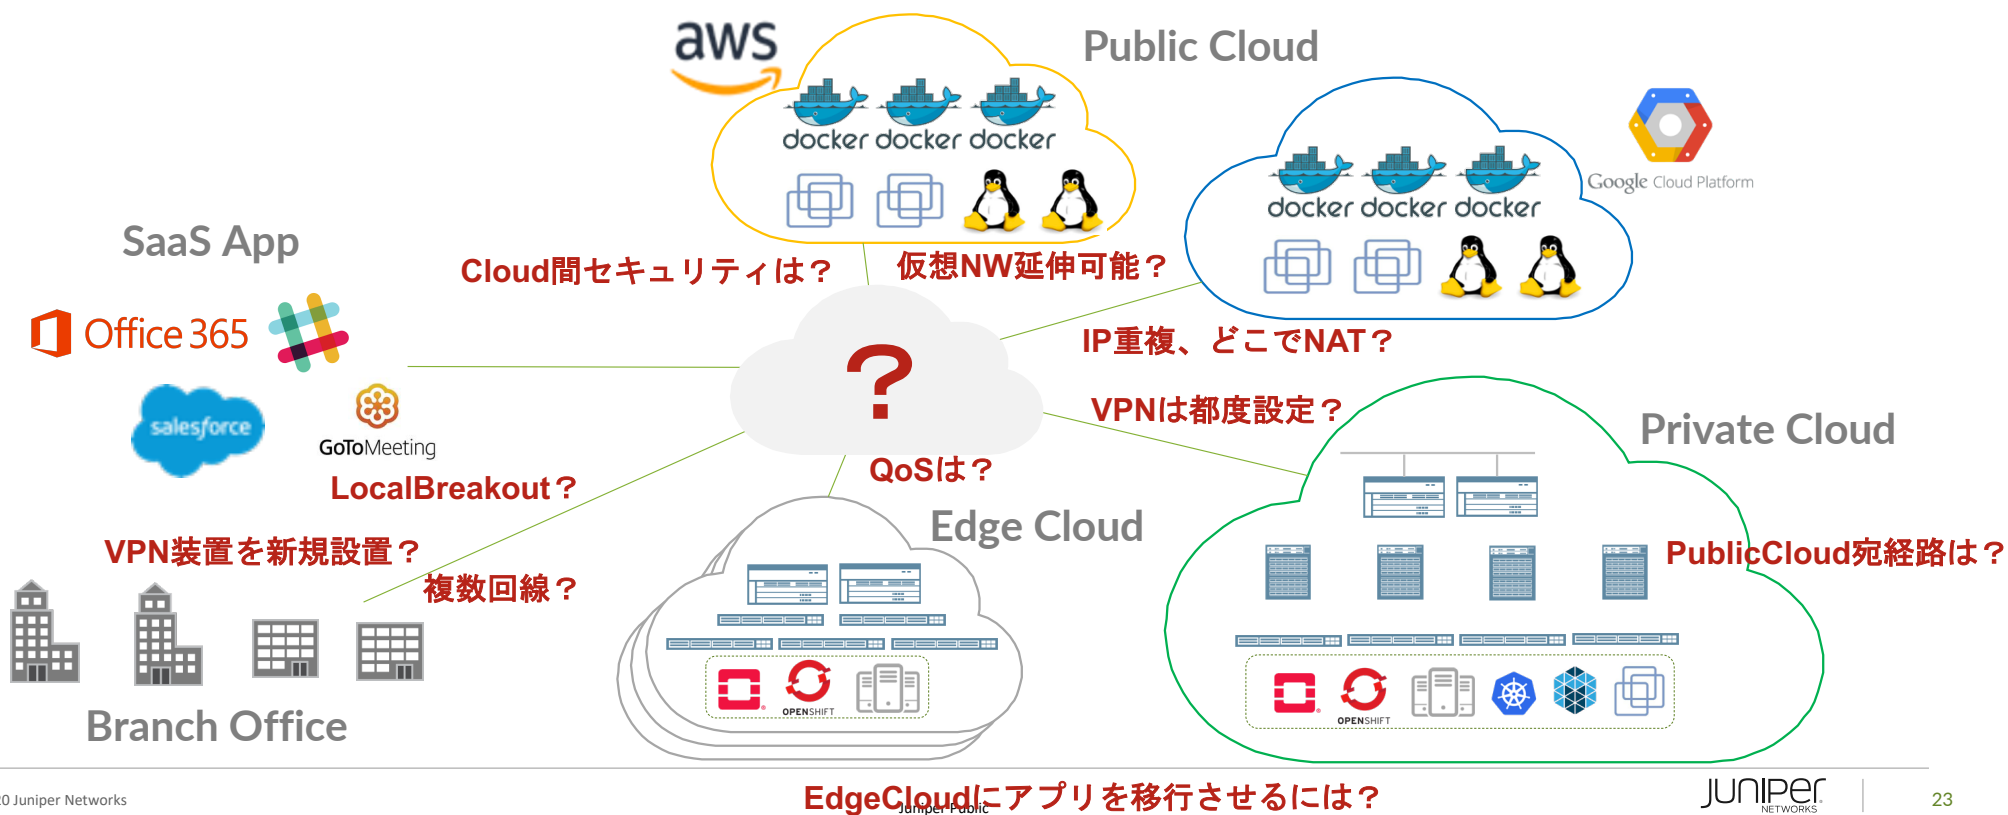 aws
Public Cloud
docker docker docker
Google Cloud Platform
docker docker docker
SaaS App
Cloud間セキュリティは？
仮想NW延伸可能？
Office 365
IP重複、どこでNAT？
?
salesforce
GoToMeeting
VPNは都度設定？
Private Cloud
LocalBreakout？
QoSは？
Edge Cloud
VPN装置を新規設置？
複数回線？
PublicCloud宛経路は？
OPENSHIFT
OPENSHIFT
Branch Office
EdgeCloudにアプリを移行させるには？
20 Juniper Networks
Juniper Public
JUNIPER
NETWORKS
23